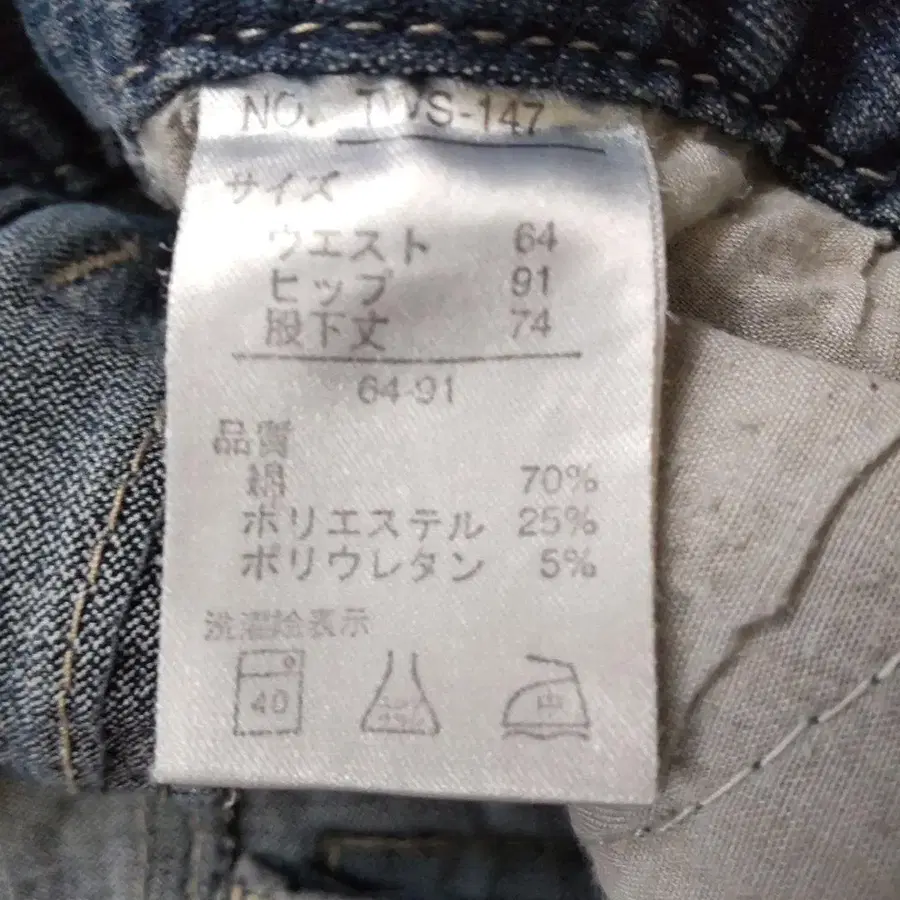 NO. TWS-147
サイズ
ウエスト 64
ヒップ 91
股下丈 74
64-91
品質
綿 70%
ポリエステル 25%
ポリウレタン 5%
洗濯絵表示
40 中